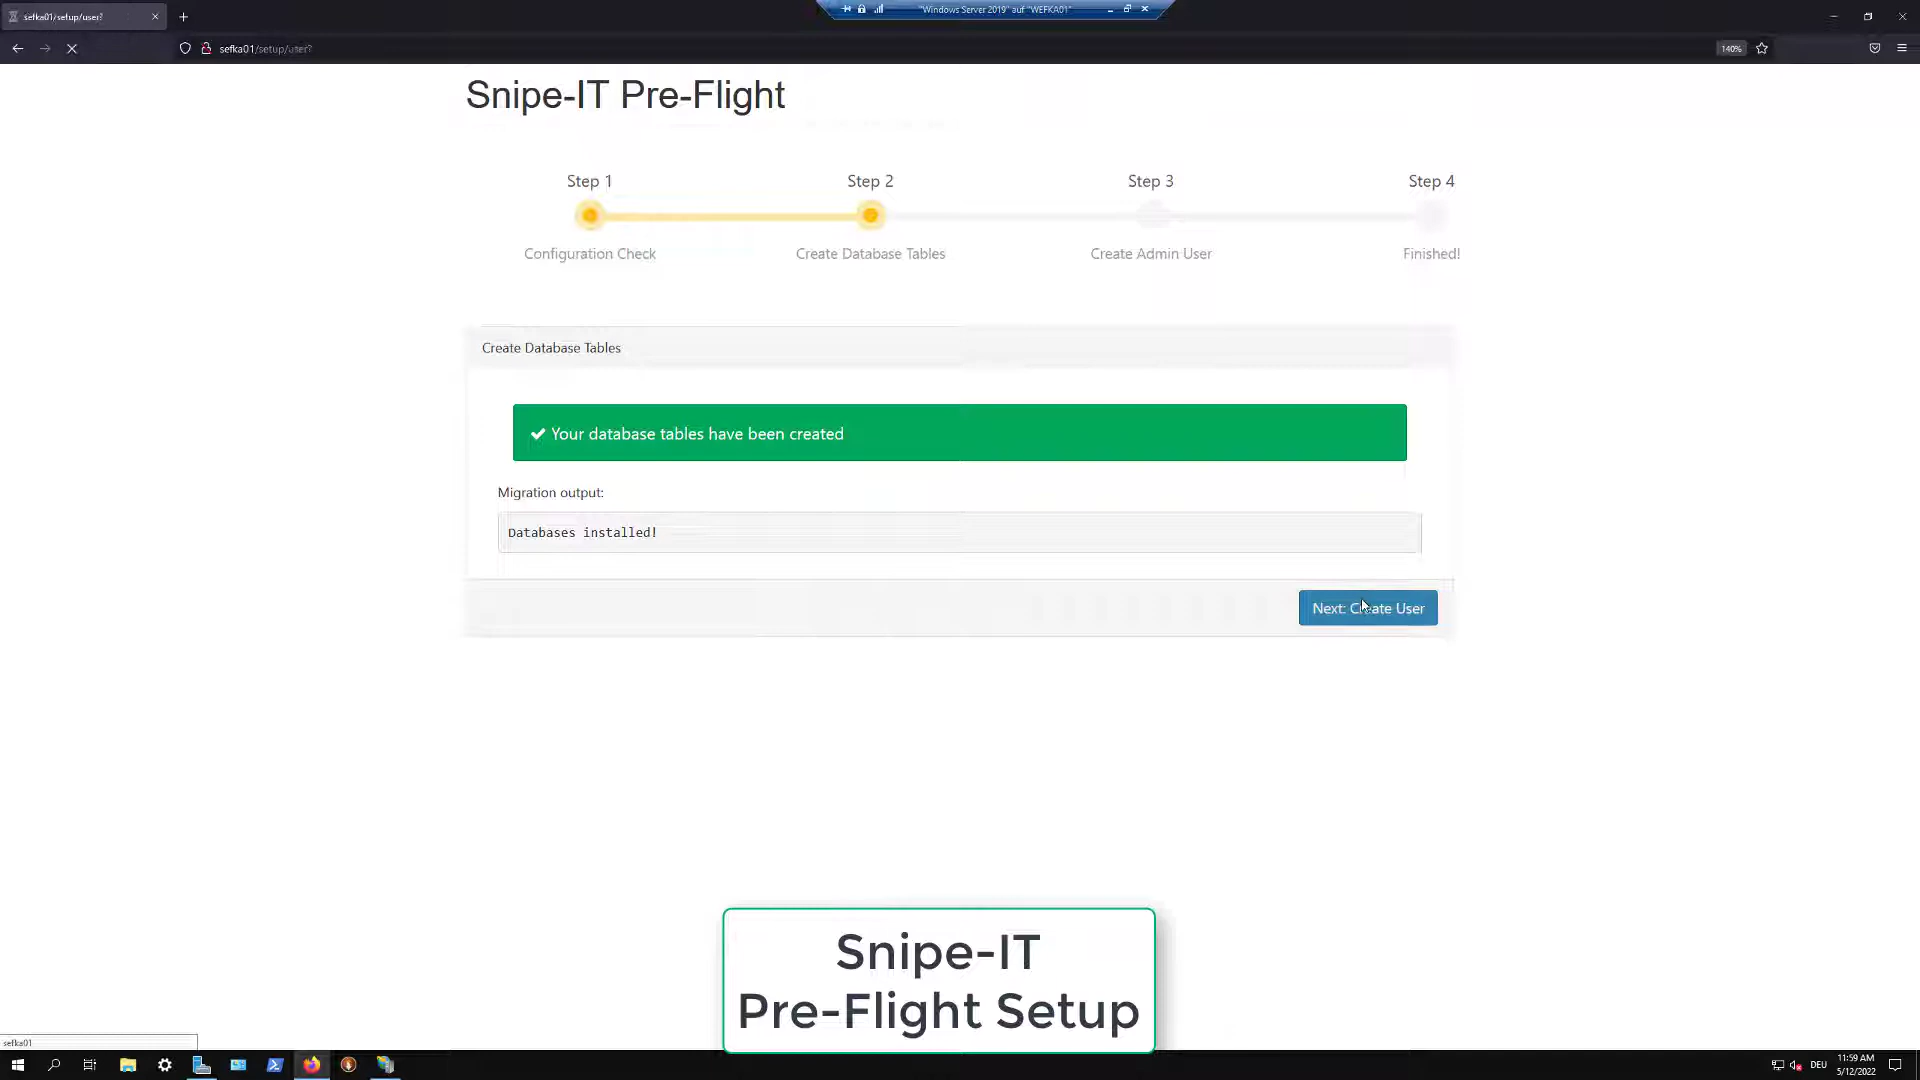 sefka01/setup/user?
"Windows Server 2019" auf "WEFKA01"
sefka01/setup/user?
140%
Snipe-IT Pre-Flight
Step 1
Step 2
Step 3
Step 4
Configuration Check
Create Database Tables
Create Admin User
Finished!
Create Database Tables
Your database tables have been created
Migration output:
Databases installed!
Next: Create User
Snipe-IT
Pre-Flight Setup
sefka01
DEU
11:59 AM
5/12/2022